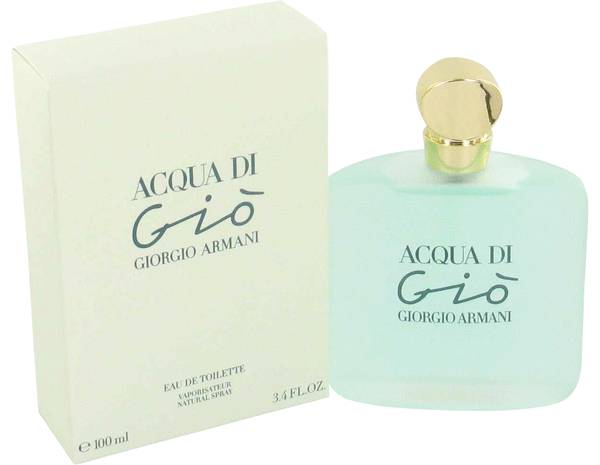 ACQUA DI
Giò
GIORGIO ARMANI
EAU DE TOILETTE
VAPORISATEUR
NATURAL SPRAY
℮ 100 ml
3.4 FL.OZ.
ACQUA DI
Giò
GIORGIO ARMANI